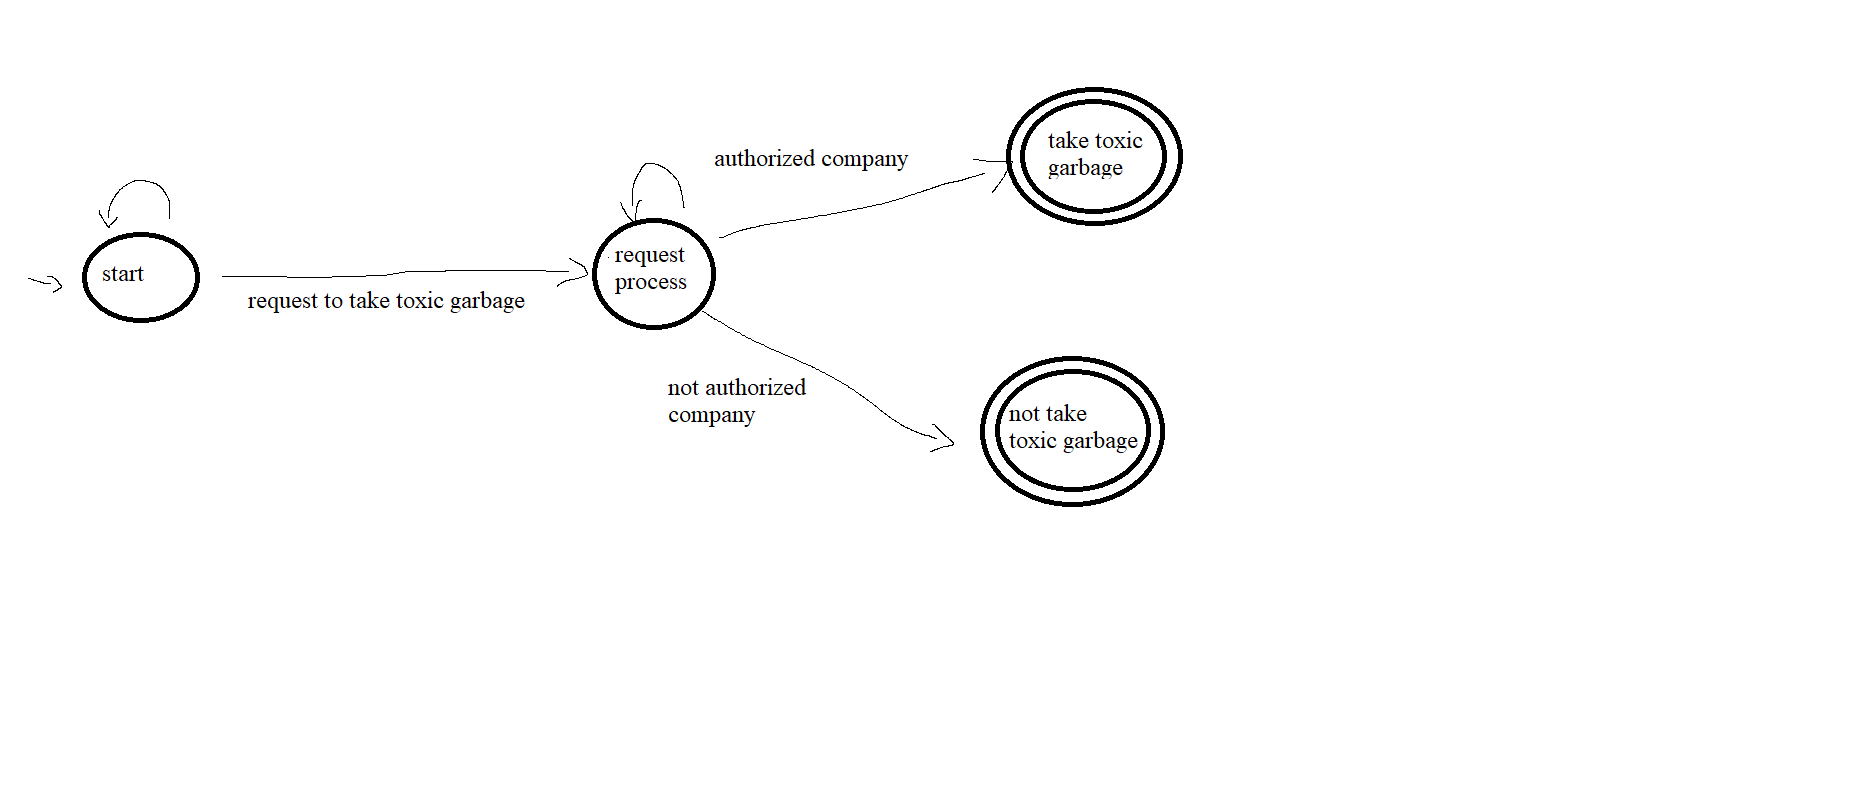 start
request to take toxic garbage
request
process
authorized company
take toxic
garbage
not authorized
company
not take
toxic garbage